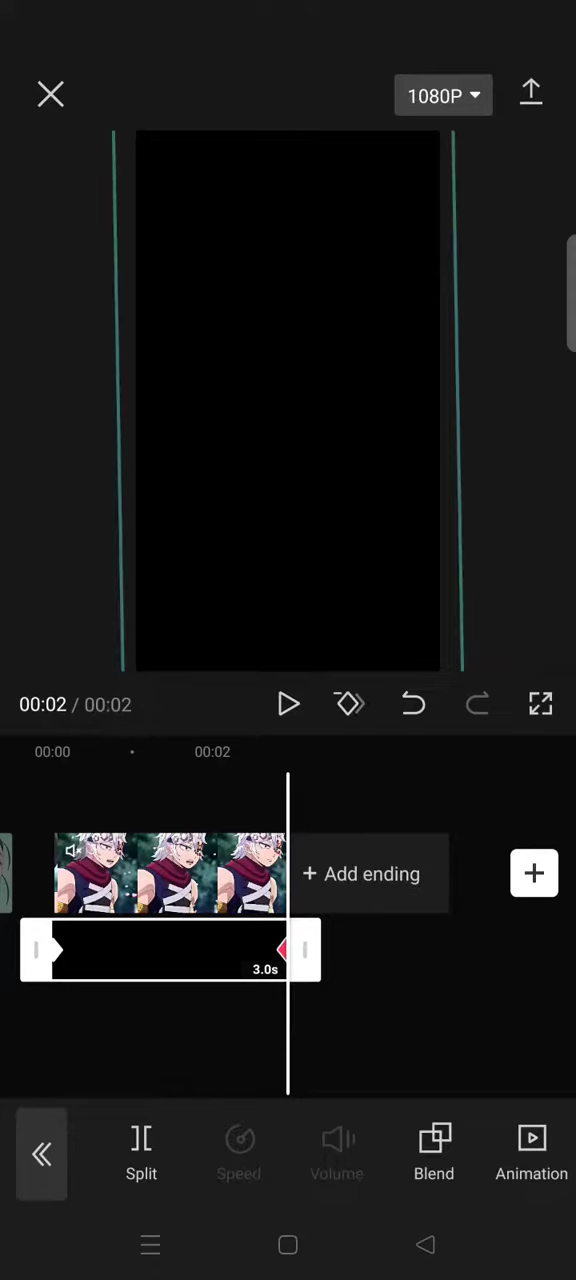 1080P
00:02 / 00:02
00:00
00:02
+ Add ending
3.0s
Split
Speed
Volume
Blend
Animation